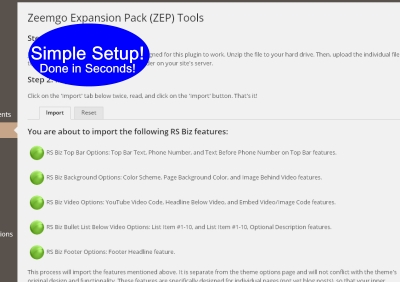 Zeemgo Expansion Pack (ZEP) Tools
Simple Setup!
Done in Seconds!
gned for this plugin to work. Unzip the file to your hard drive. Then, upload the individual file
er on your site's server.
Step 2:
Click on the 'Import' tab below twice, read, and click on the 'Import' button. That's it!
ents
Import Reset
You are about to import the following RS Biz features:
RS Biz Top Bar Options: Top Bar Text, Phone Number, and Text Before Phone Number on Top Bar features.
RS Biz Background Options: Color Scheme, Page Background Color, and Image Behind Video features.
RS Biz Video Options: YouTube Video Code, Headline Below Video, and Embed Video/Image Code features.
RS Biz Bullet List Below Video Options: List Item #1-10, and List Item #1-10, Optional Description features.
ions
RS Biz Footer Options: Footer Headline feature.
This process will import the features mentioned above. It is separate from the theme options page and will not conflict with the theme's
original design and functionality. These features are specifically designed for individual pages (not yet blog posts), so that your inner